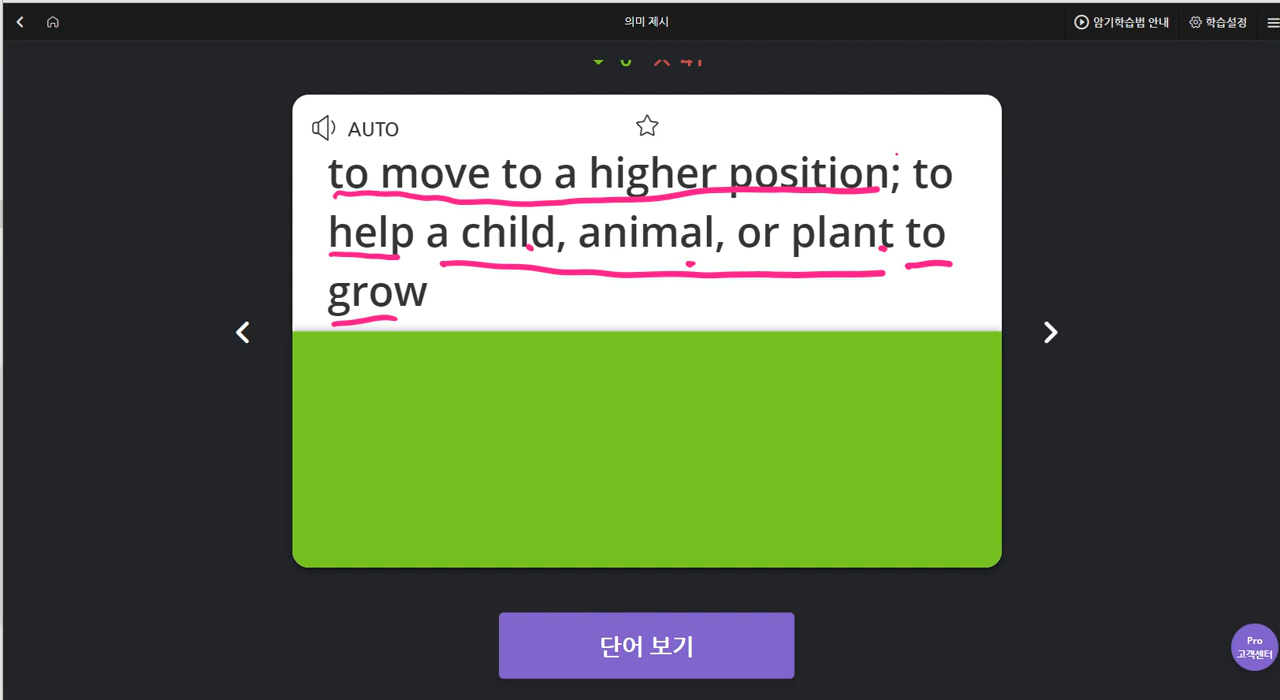 의미 제시
암기학습법 안내
학습설정
AUTO
to move to a higher position; to
help a child, animal, or plant to
grow
단어 보기
Pro
고객센터